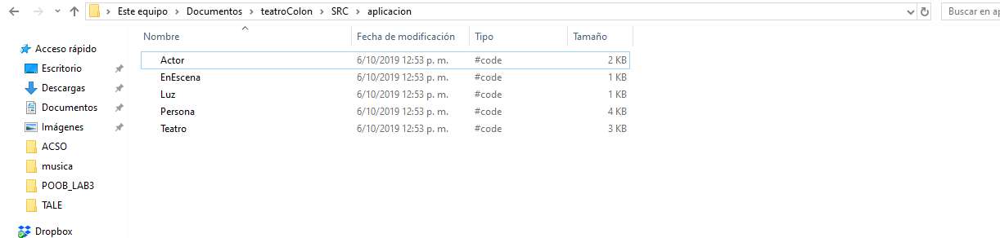 Este equipo > Documentos > teatroColon > SRC > aplicacion
Buscar en ap
Nombre Fecha de modificación Tipo Tamaño
Acceso rápido
Escritorio
Descargas
Documentos
Imágenes
ACSO
musica
POOB_LAB3
TALE
Dropbox
Actor 6/10/2019 12:53 p. m. #code 2 KB
EnEscena 6/10/2019 12:53 p. m. #code 1 KB
Luz 6/10/2019 12:53 p. m. #code 1 KB
Persona 6/10/2019 12:53 p. m. #code 4 KB
Teatro 6/10/2019 12:53 p. m. #code 3 KB